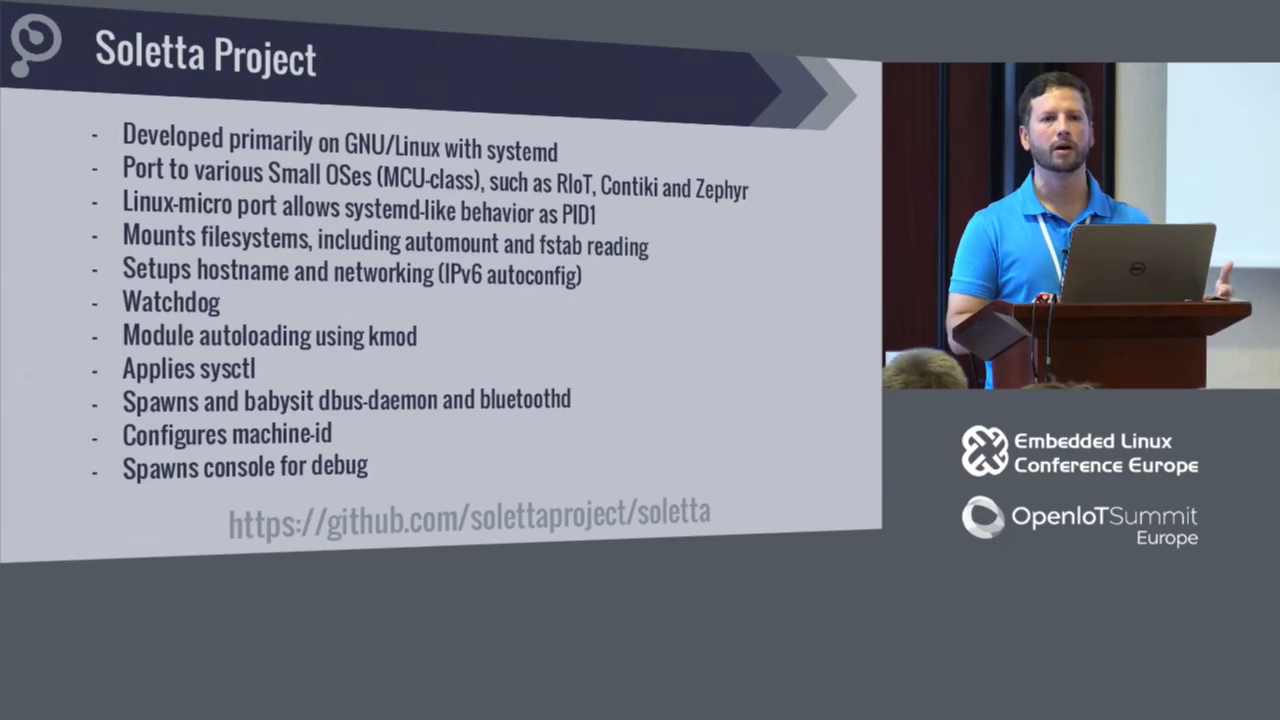 Soletta Project
- Developed primarily on GNU/Linux with systemd
- Port to various Small OSes (MCU-class), such as RIoT, Contiki and Zephyr
- Linux-micro port allows systemd-like behavior as PID1
- Mounts filesystems, including automount and fstab reading
- Setups hostname and networking (IPv6 autoconfig)
- Watchdog
- Module autoloading using kmod
- Applies sysctl
- Spawns and babysit dbus-daemon and bluetoothd
- Configures machine-id
- Spawns console for debug
https://github.com/solettaproject/soletta
Embedded Linux
Conference Europe
OpenIoTSummit
Europe